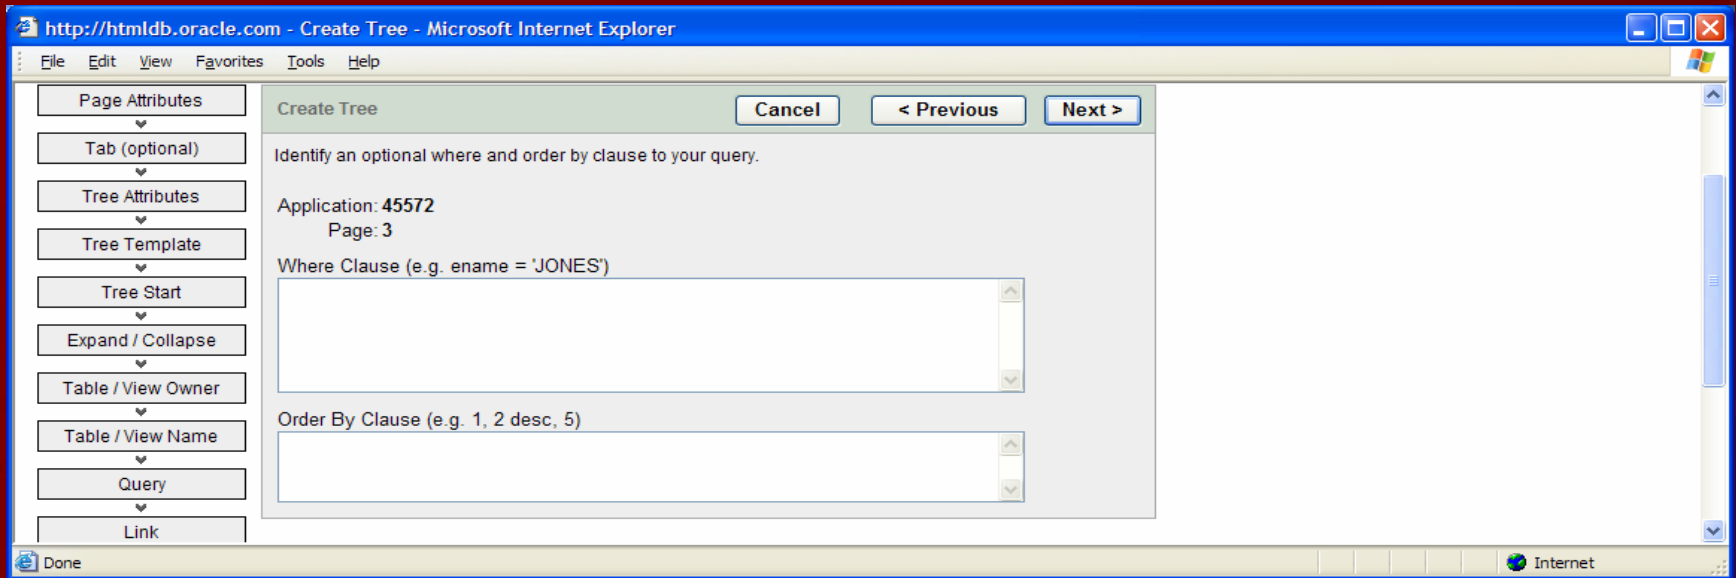 http://htmldb.oracle.com - Create Tree - Microsoft Internet Explorer
File Edit View Favorites Tools Help
Page Attributes
Tab (optional)
Tree Attributes
Tree Template
Tree Start
Expand / Collapse
Table / View Owner
Table / View Name
Query
Link
Create Tree
Cancel
< Previous
Next >
Identify an optional where and order by clause to your query.
Application: 45572
Page: 3
Where Clause (e.g. ename = 'JONES')
Order By Clause (e.g. 1, 2 desc, 5)
Done
Internet